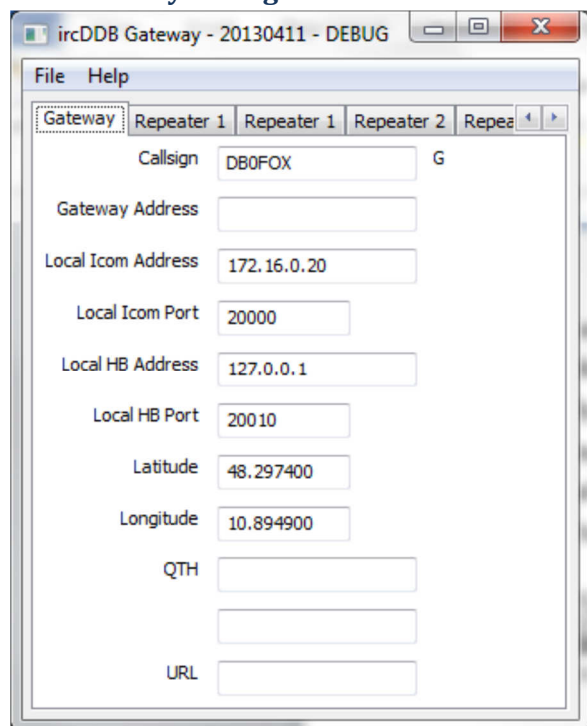 ircDDB Gateway - 20130411 - DEBUG
File Help
Gateway Repeater 1 Repeater 1 Repeater 2 Repea
Callsign DB0FOX G
Gateway Address
Local Icom Address 172.16.0.20
Local Icom Port 20000
Local HB Address 127.0.0.1
Local HB Port 20010
Latitude 48.297400
Longitude 10.894900
QTH
URL